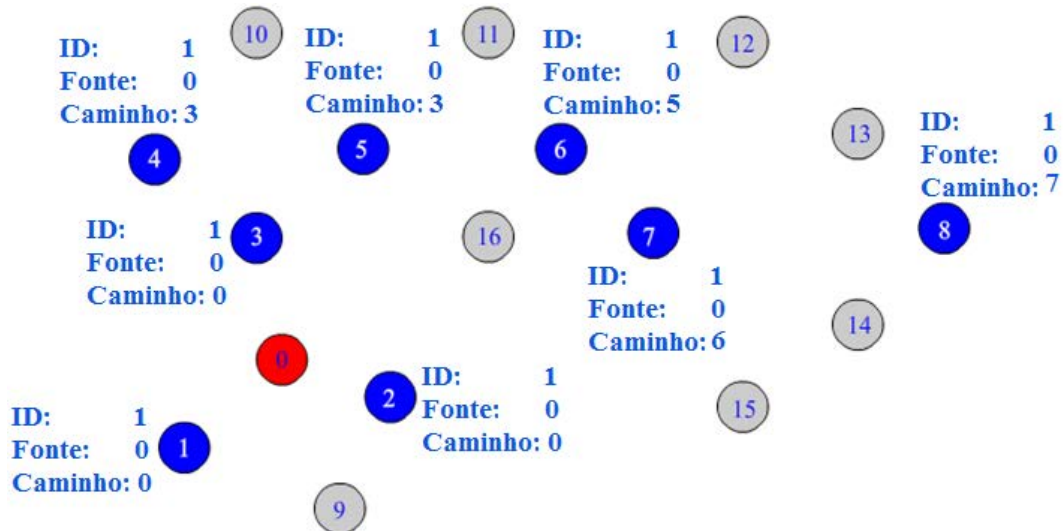 10
11
12
ID: 1
Fonte: 0
Caminho: 3
ID: 1
Fonte: 0
Caminho: 3
ID: 1
Fonte: 0
Caminho: 5
13
ID: 1
Fonte: 0
Caminho: 7
4
5
6
ID: 1
Fonte: 0
Caminho: 0
3
16
7
8
ID: 1
Fonte: 0
Caminho: 6
14
0
2
ID: 1
Fonte: 0
Caminho: 0
15
ID: 1
Fonte: 0
Caminho: 0
1
9